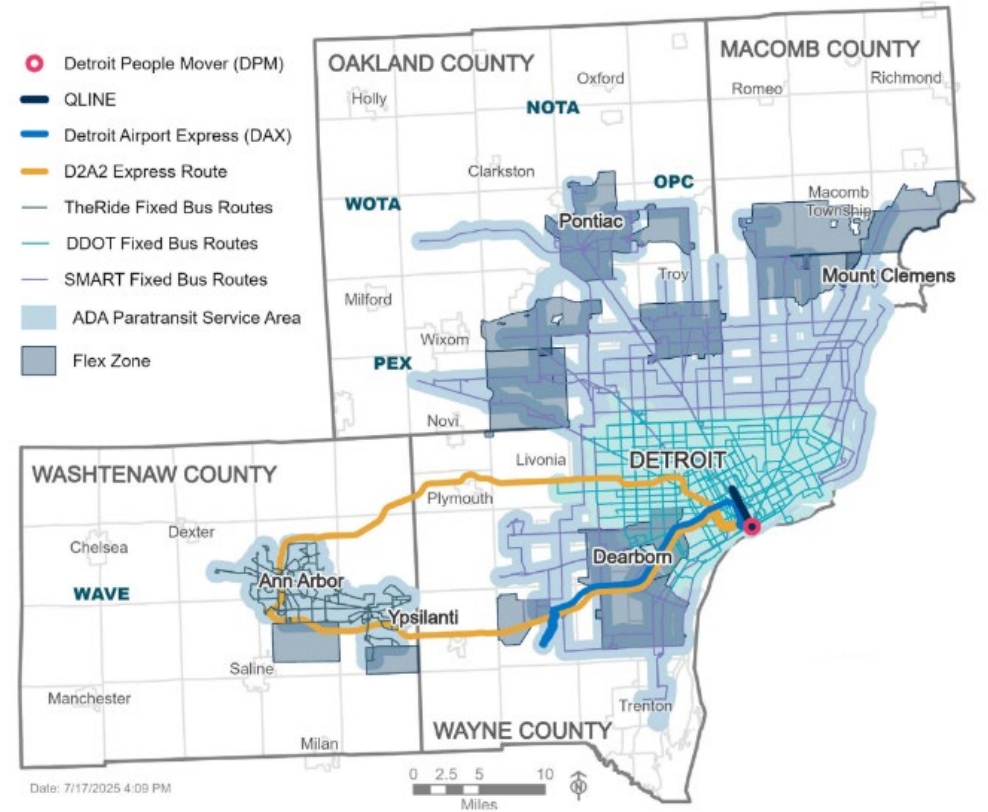 Detroit People Mover (DPM)
QLINE
Detroit Airport Express (DAX)
D2A2 Express Route
TheRide Fixed Bus Routes
DDOT Fixed Bus Routes
SMART Fixed Bus Routes
ADA Paratransit Service Area
Flex Zone
OAKLAND COUNTY
MACOMB COUNTY
Holly
Oxford
NOTA
Romeo
Richmond
Clarkston
OPC
WOTA
Pontiac
Macomb
Township
Troy
Mount Clemens
Milford
Wixom
PEX
Novi
WASHTENAW COUNTY
Livonia
DETROIT
Plymouth
Dexter
Chelsea
Dearborn
Ann Arbor
WAVE
Ypsilanti
Saline
Manchester
Trenton
WAYNE COUNTY
Milan
Date: 7/17/2025 4:09 PM
0 2.5 5 10
Miles
N